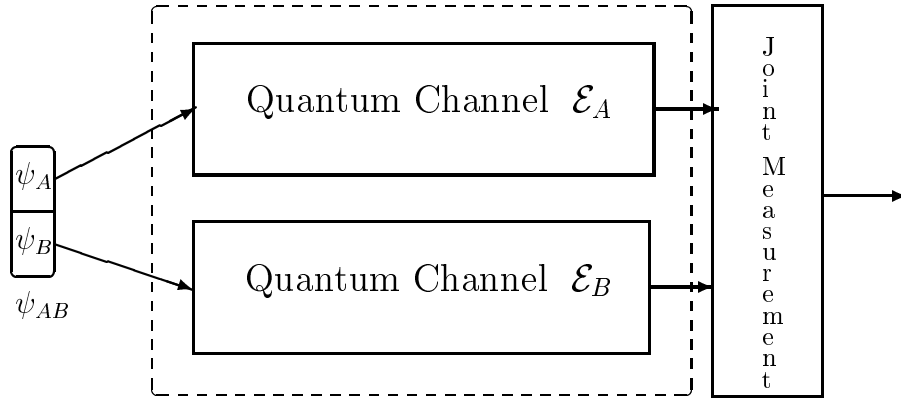 ψ_A
ψ_B
ψ_AB
Quantum Channel ℰ_A
Quantum Channel ℰ_B
Joint Measurement